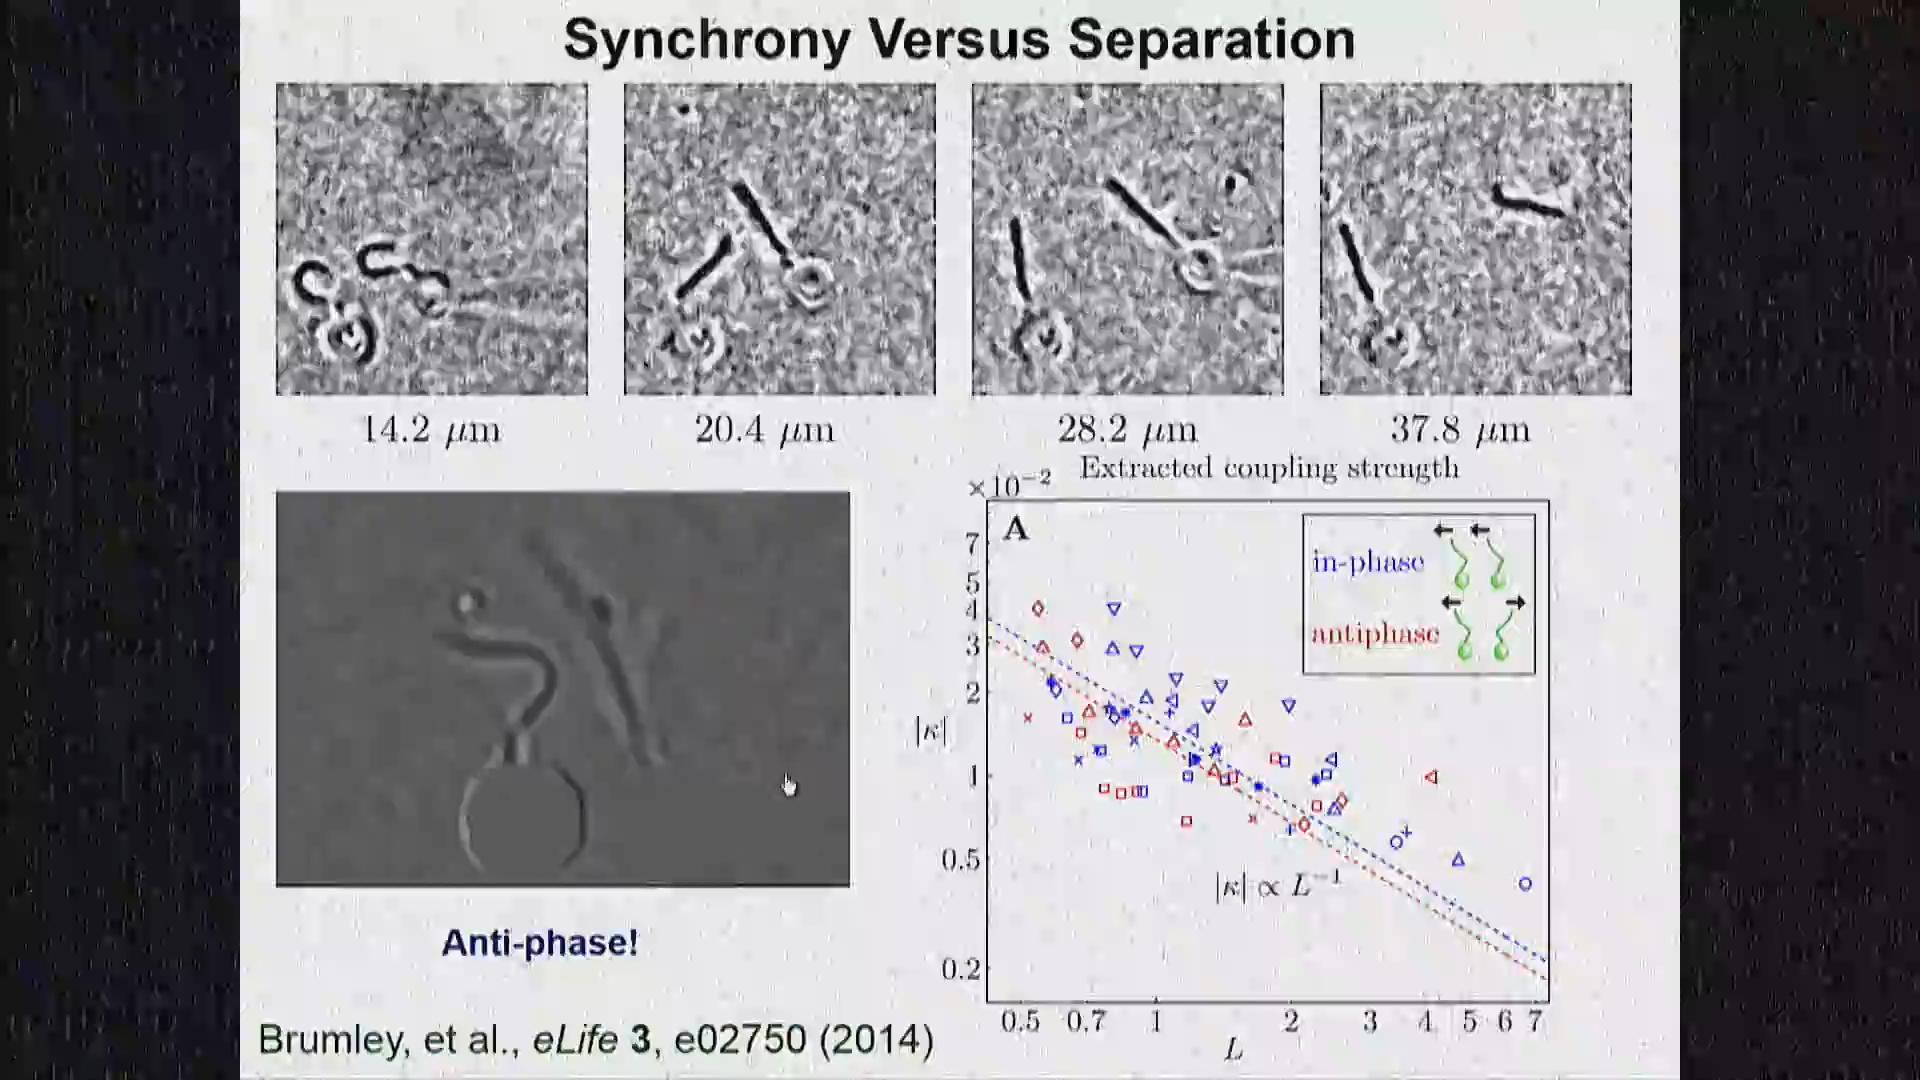 Synchrony Versus Separation
14.2 μm
20.4 μm
28.2 μm
37.8 μm
Extracted coupling strength
×10⁻²
A
in-phase
antiphase
7
5
4
3
2
1
0.5
0.2
|κ|
|κ| ∝ L⁻¹
0.5 0.7 1 2 3 4 5 6 7
L
Anti-phase!
Brumley, et al., eLife 3, e02750 (2014)